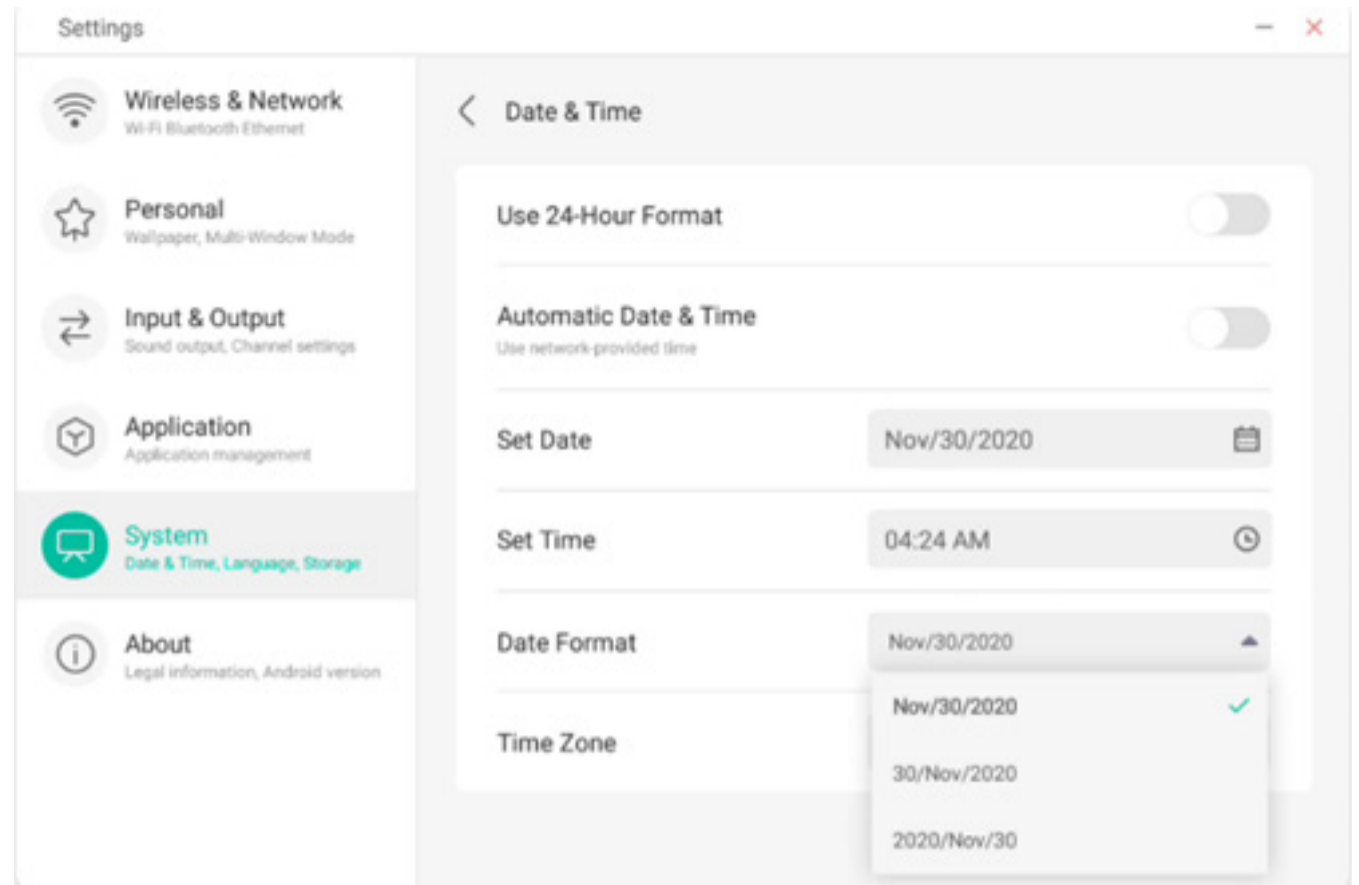 Settings
Wireless & Network
Wi-Fi Bluetooth Ethernet
Personal
Wallpaper, Multi-Window Mode
Input & Output
Sound output, Channel settings
Application
Application management
System
Date & Time, Language, Storage
About
Legal information, Android version
Date & Time
Use 24-Hour Format
Automatic Date & Time
Use network-provided time
Set Date
Nov/30/2020
Set Time
04:24 AM
Date Format
Nov/30/2020
Nov/30/2020
Time Zone
30/Nov/2020
2020/Nov/30